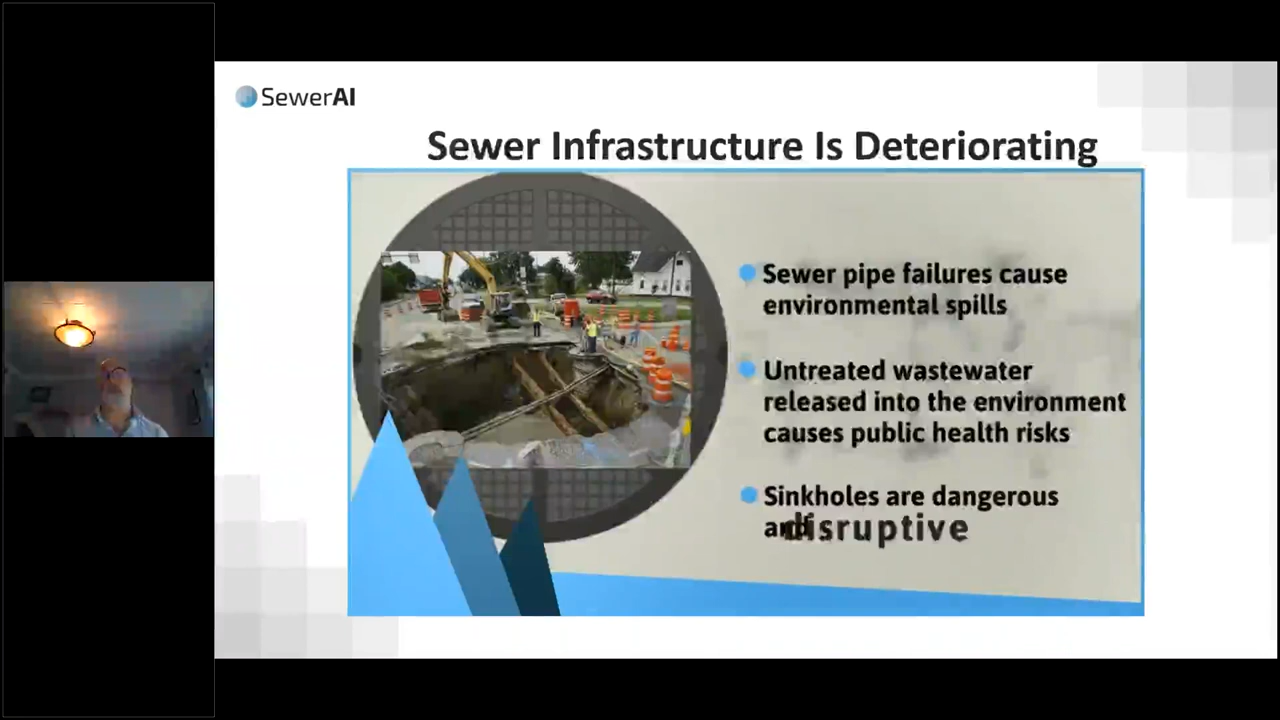 SewerAI
Sewer Infrastructure Is Deteriorating
Sewer pipe failures cause
environmental spills
Untreated wastewater
released into the environment
causes public health risks
Sinkholes are dangerous
and disruptive